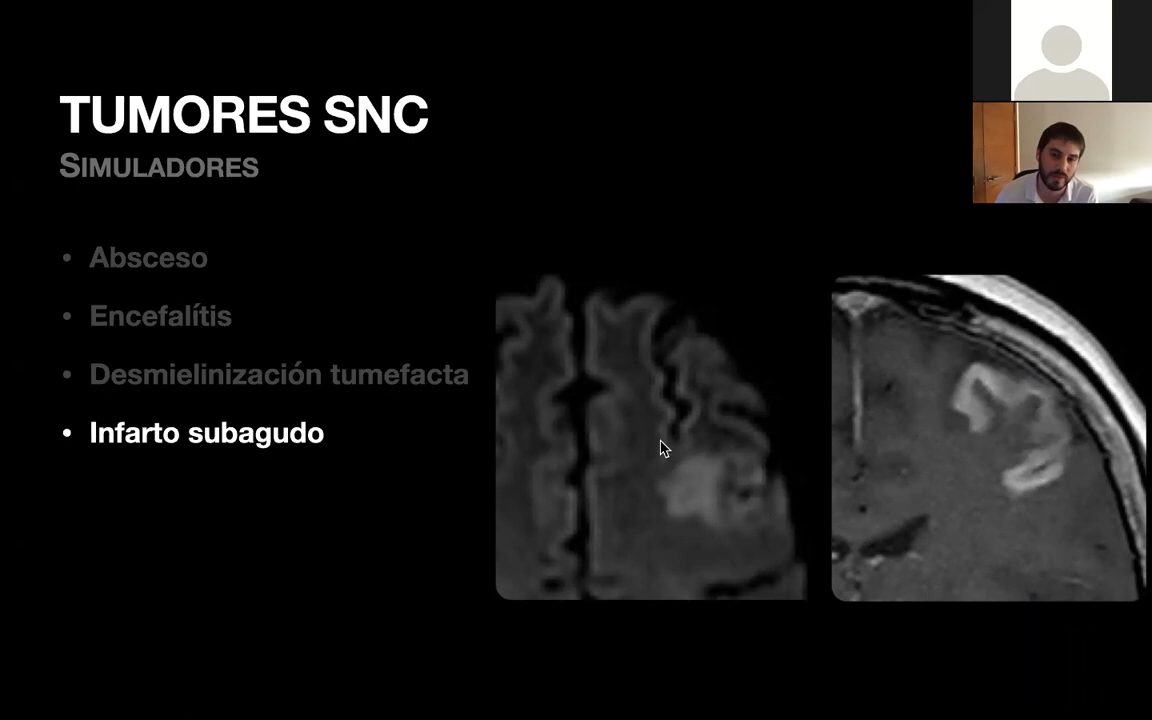 TUMORES SNC
SIMULADORES
• Absceso
• Encefalítis
• Desmielinización tumefacta
• Infarto subagudo